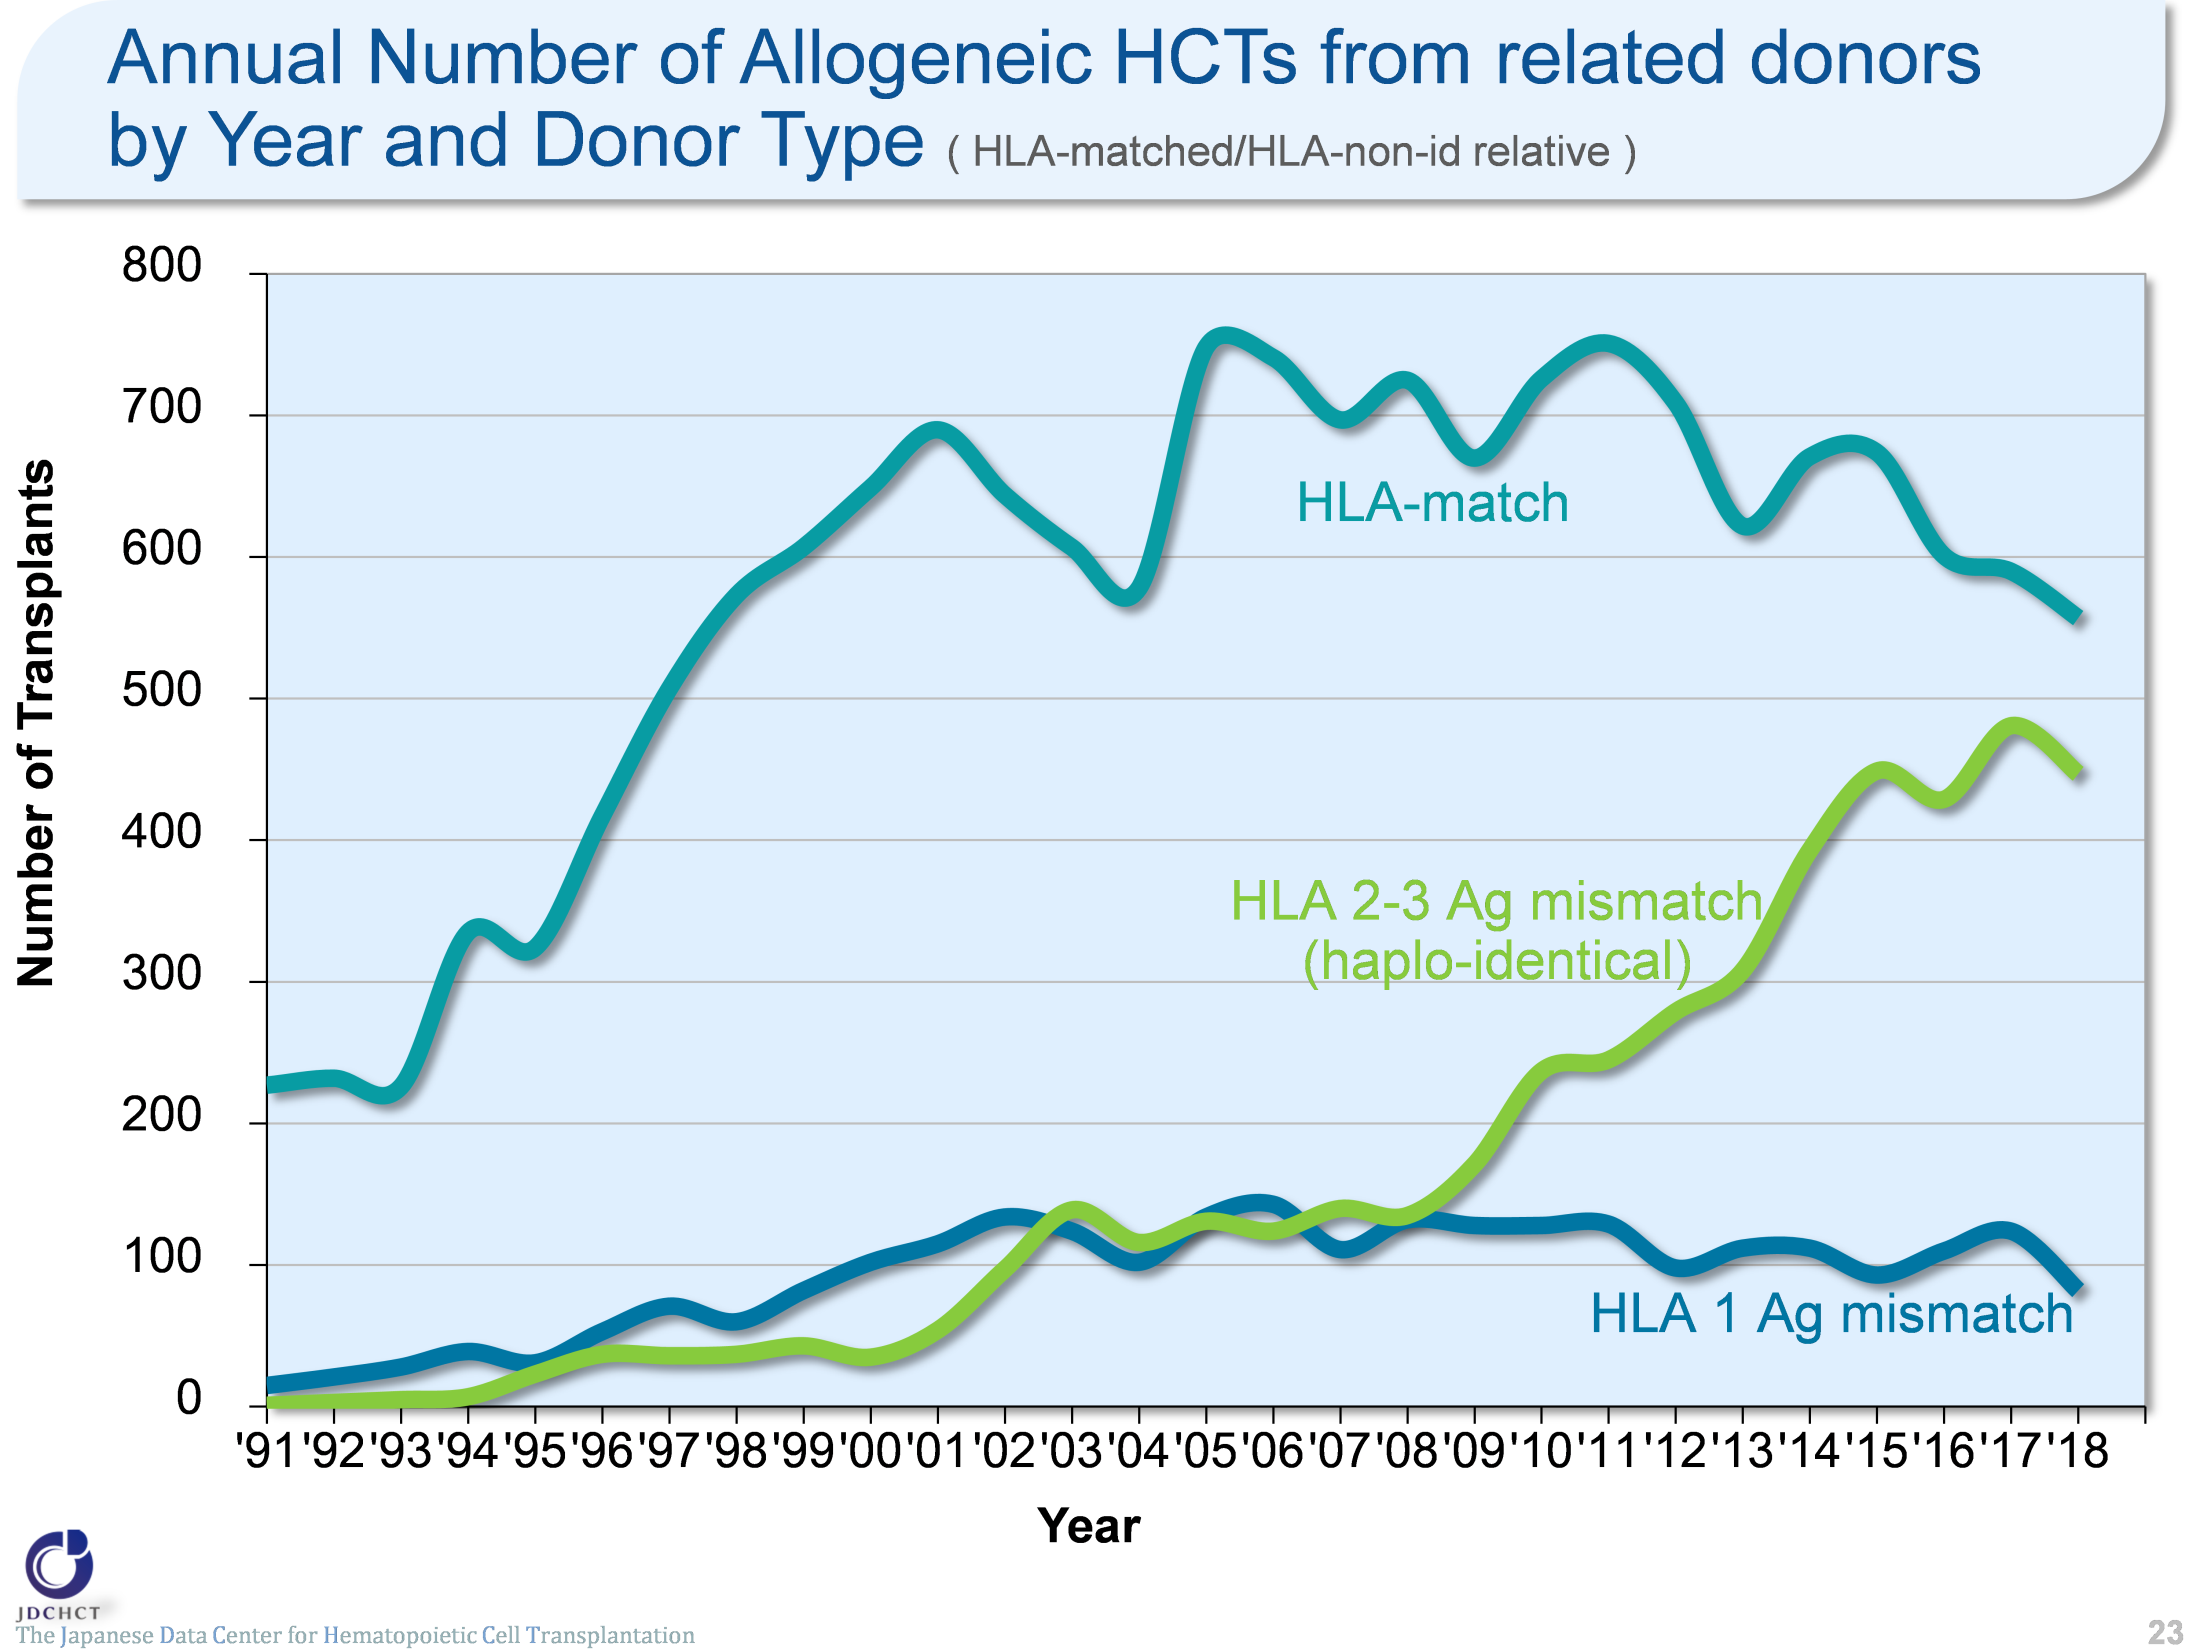 Annual Number of Allogeneic HCTs from related donors
by Year and Donor Type ( HLA-matched/HLA-non-id relative )
800
700
600
500
400
300
200
100
0
Number of Transplants
HLA-match
HLA 2-3 Ag mismatch
(haplo-identical)
HLA 1 Ag mismatch
'91 '92 '93 '94 '95 '96 '97 '98 '99 '00 '01 '02 '03 '04 '05 '06 '07 '08 '09 '10 '11 '12 '13 '14 '15 '16 '17 '18
Year
JDCHCT
The Japanese Data Center for Hematopoietic Cell Transplantation
23